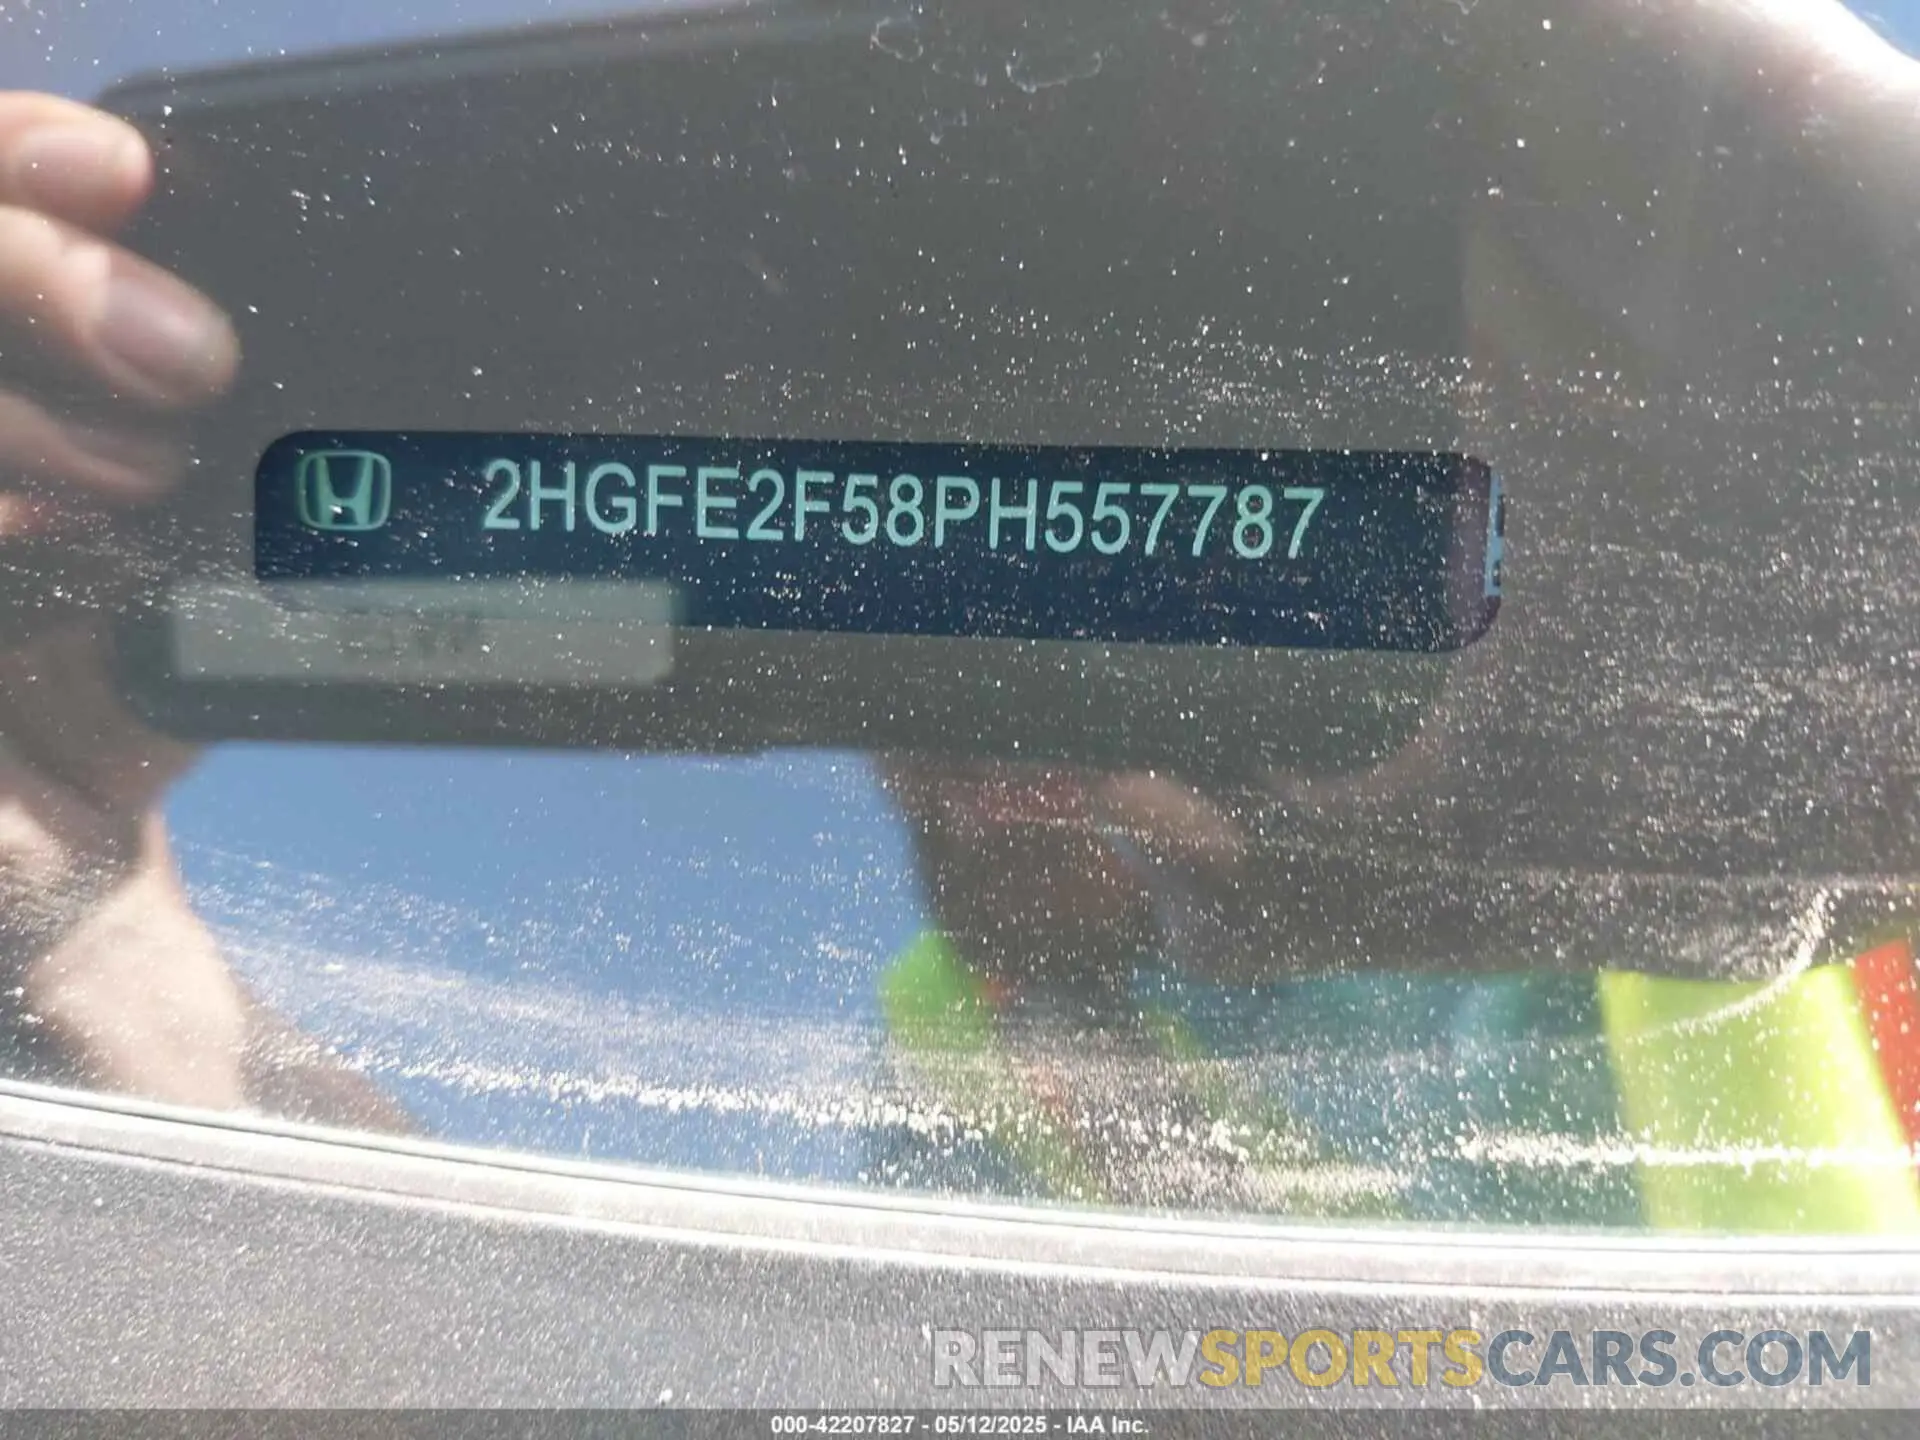 2HGFE2F58PH557787
RENEWSPORTSCARS.COM
000-42207827 - 05/12/2025 - IAA Inc.